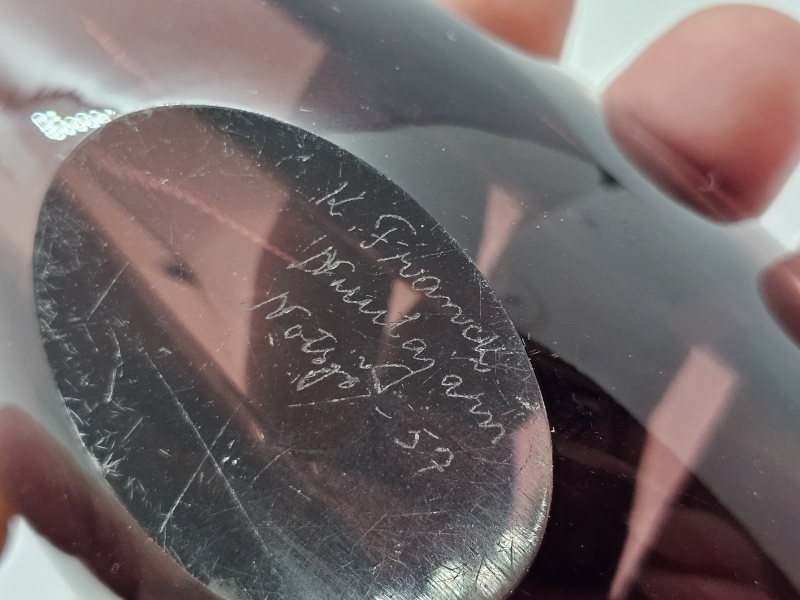 K. Franck
Nuutajärvi
Notsjö - 57